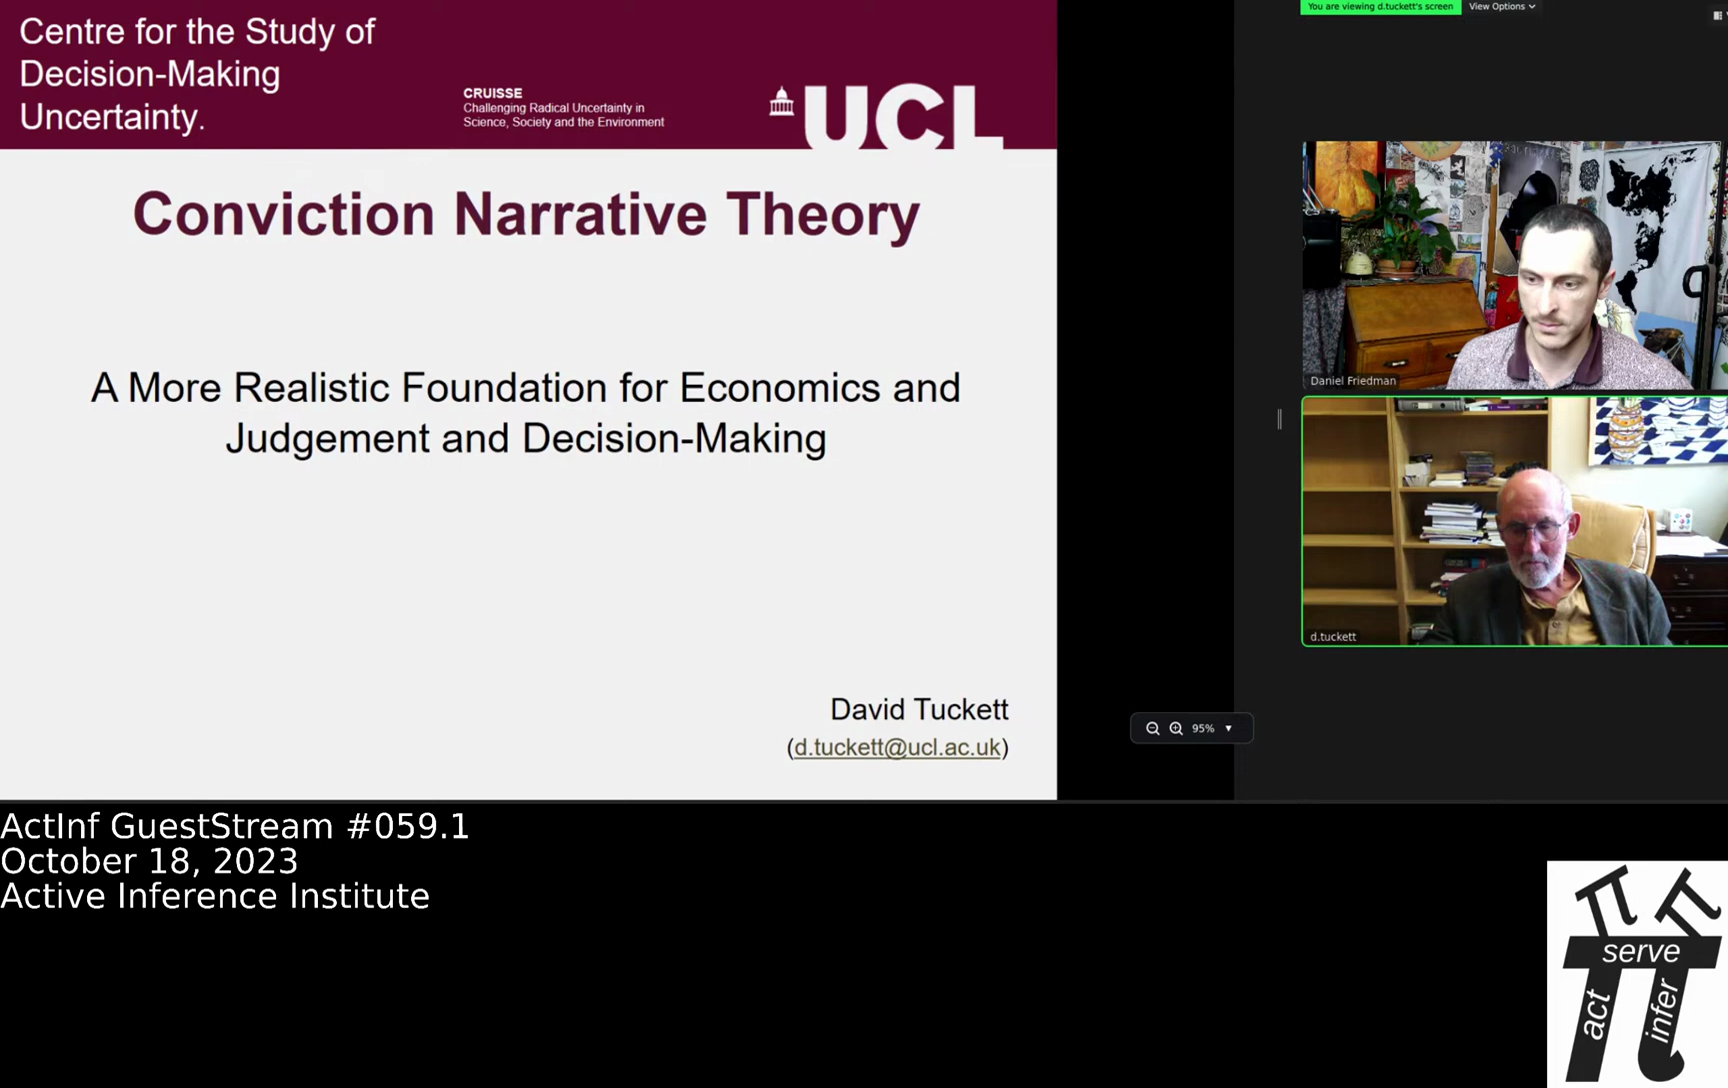 Centre for the Study of
Decision-Making
Uncertainty.
CRUISSE
Challenging Radical Uncertainty in
Science, Society and the Environment
UCL
Conviction Narrative Theory
A More Realistic Foundation for Economics and
Judgement and Decision-Making
David Tuckett
(d.tuckett@ucl.ac.uk)
You are viewing d.tuckett's screen
View Options
Daniel Friedman
d.tuckett
95%
ActInf GuestStream #059.1
October 18, 2023
Active Inference Institute
serve
act
infer